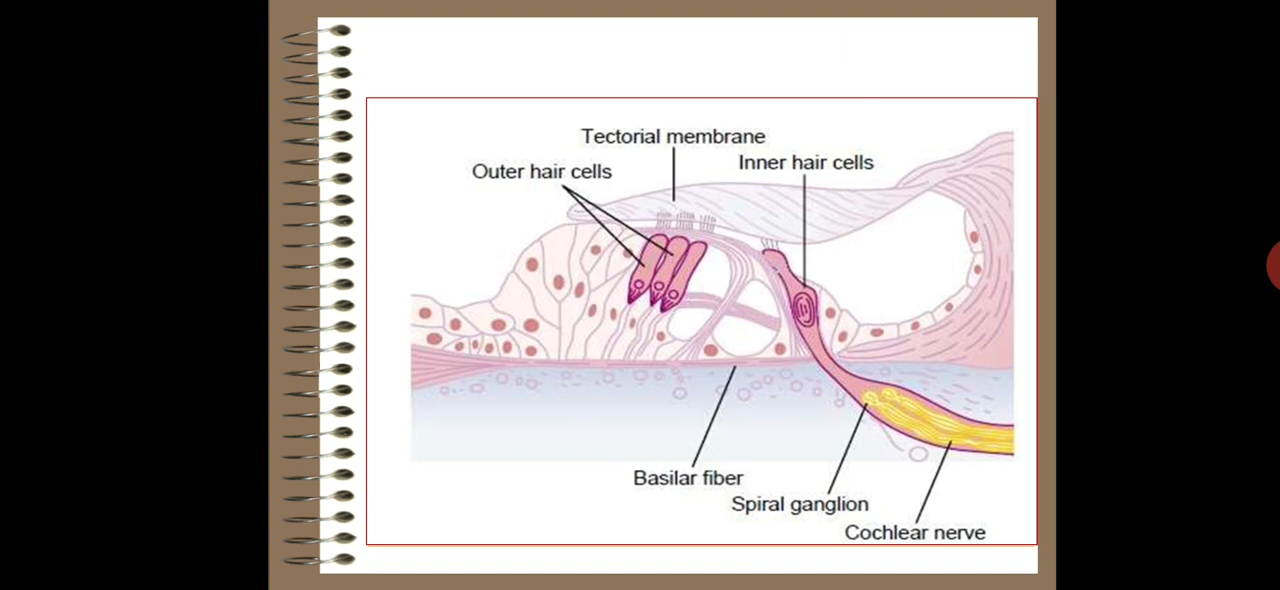 Tectorial membrane
Inner hair cells
Outer hair cells
Basilar fiber
Spiral ganglion
Cochlear nerve